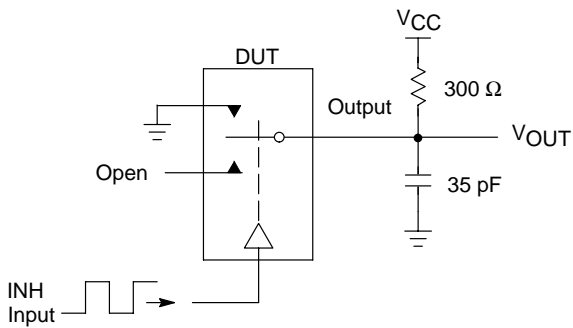 VCC
DUT
300 Ω
Output
VOUT
Open
35 pF
INH
Input